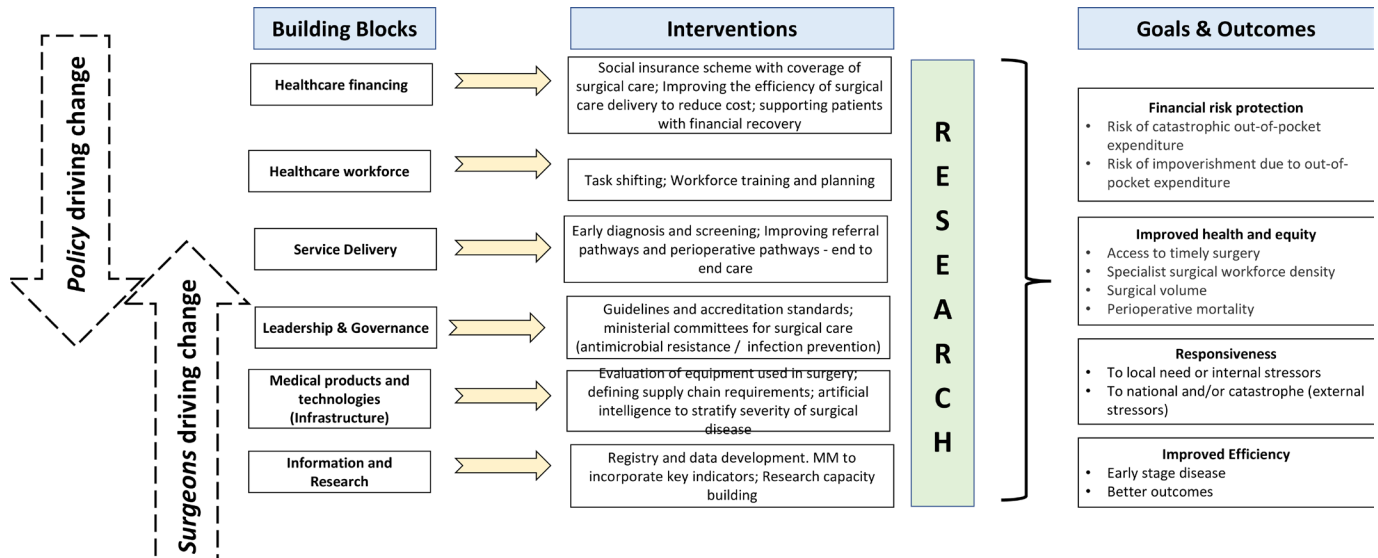 Policy driving change
Surgeons driving change
Building Blocks
Healthcare financing
Healthcare workforce
Service Delivery
Leadership & Governance
Medical products and
technologies
(Infrastructure)
Information and
Research
Interventions
Social insurance scheme with coverage of
surgical care; Improving the efficiency of surgical
care delivery to reduce cost; supporting patients
with financial recovery
Task shifting; Workforce training and planning
Early diagnosis and screening; Improving referral
pathways and perioperative pathways - end to
end care
Guidelines and accreditation standards;
ministerial committees for surgical care
(antimicrobial resistance / infection prevention)
Evaluation of equipment used in surgery;
defining supply chain requirements; artificial
intelligence to stratify severity of surgical
disease
Registry and data development. MM to
incorporate key indicators; Research capacity
building
R
E
S
E
A
R
C
H
Goals & Outcomes
Financial risk protection
• Risk of catastrophic out-of-pocket
expenditure
• Risk of impoverishment due to out-of-
pocket expenditure
Improved health and equity
• Access to timely surgery
• Specialist surgical workforce density
• Surgical volume
• Perioperative mortality
Responsiveness
• To local need or internal stressors
• To national and/or catastrophe (external
stressors)
Improved Efficiency
• Early stage disease
• Better outcomes